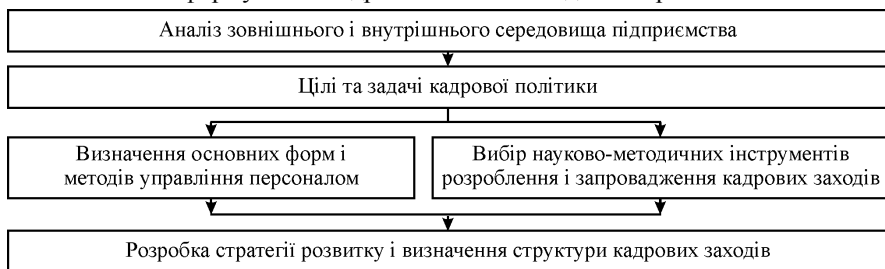 Аналіз зовнішнього і внутрішнього середовища підприємства
Цілі та задачі кадрової політики
Визначення основних форм і
методів управління персоналом
Вибір науково-методичних інструментів
розроблення і запровадження кадрових заходів
Розробка стратегії розвитку і визначення структури кадрових заходів